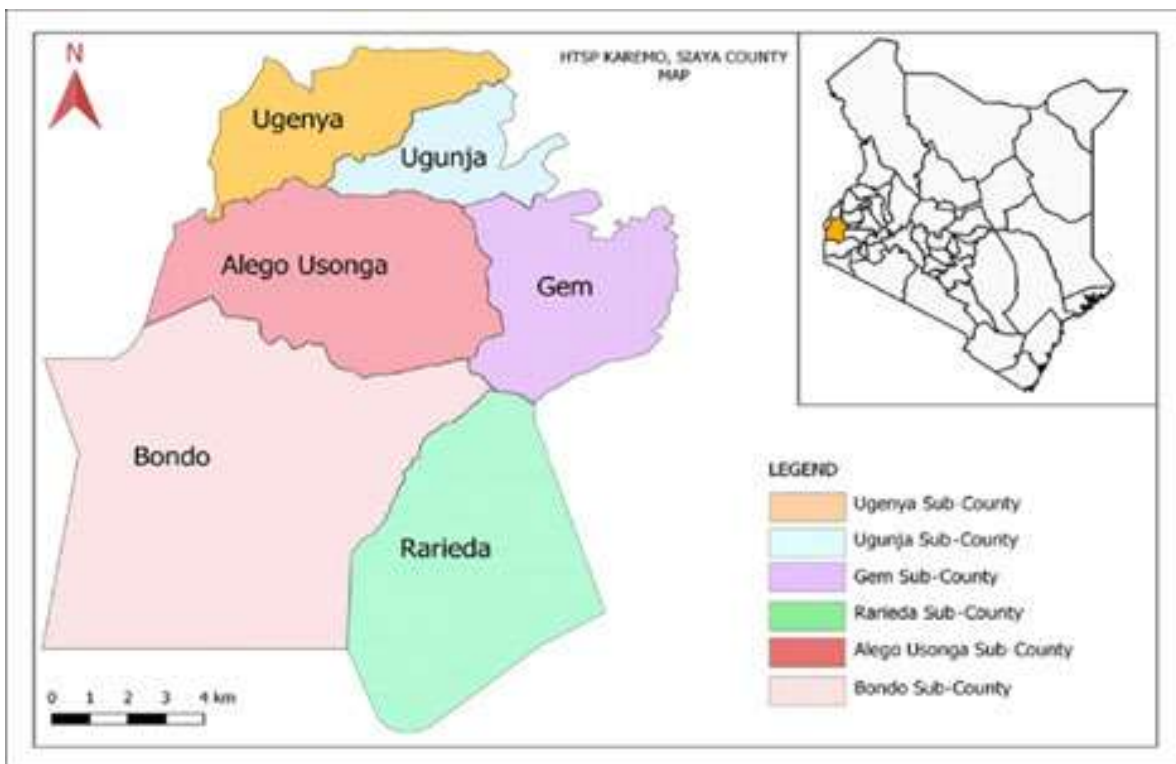 N
HTSP KAREMO, SIAYA COUNTY
MAP
Ugenya
Ugunja
Alego Usonga
Gem
Bondo
Rarieda
LEGEND
Ugenya Sub-County
Ugunja Sub-County
Gem Sub-County
Rarieda Sub-County
Alego Usonga Sub-County
Bondo Sub-County
0 1 2 3 4 km